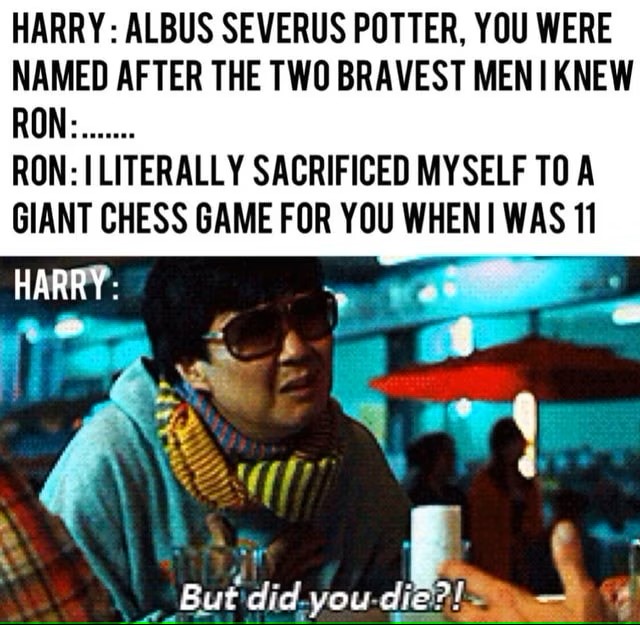 HARRY: ALBUS SEVERUS POTTER, YOU WERE
NAMED AFTER THE TWO BRAVEST MEN I KNEW
RON:.......
RON: I LITERALLY SACRIFICED MYSELF TO A
GIANT CHESS GAME FOR YOU WHEN I WAS 11
HARRY:
But did you die?!